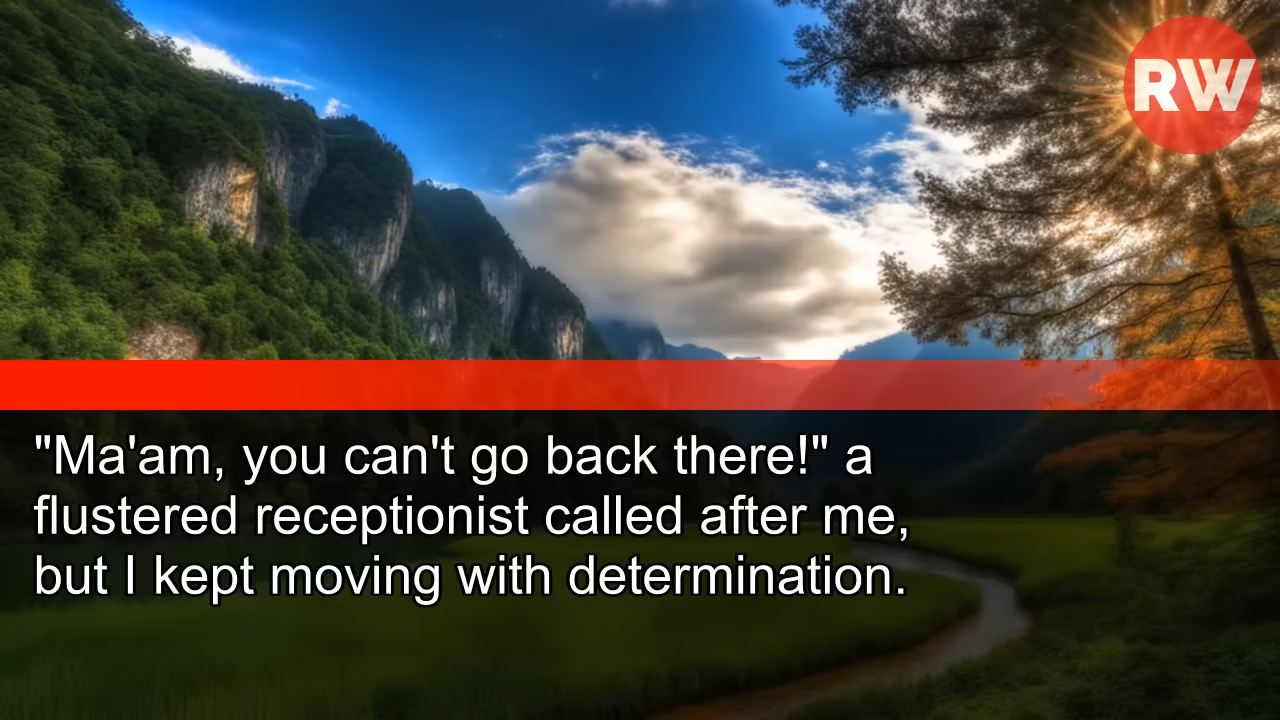 RW
"Ma'am, you can't go back there!" a
flustered receptionist called after me,
but I kept moving with determination.